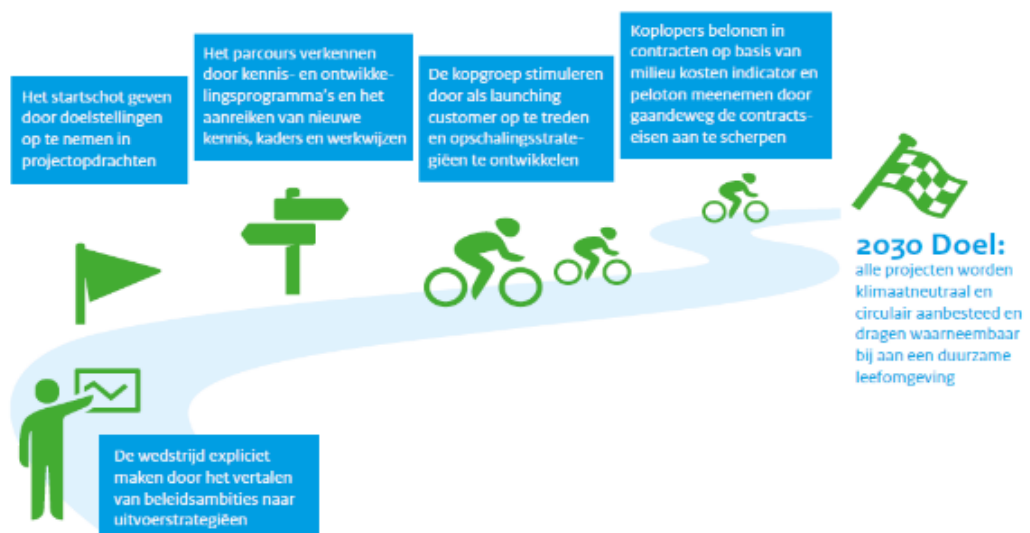 Het startschot geven
door doelstellingen
op te nemen in
projectopdrachten
Het parcours verkennen
door kennis- en ontwikke-
lingsprogramma's en het
aanreiken van nieuwe
kennis, kaders en werkwijzen
De kopgroep stimuleren
door als launching
customer op te treden
en opschalingsstrate-
giëen te ontwikkelen
Koplopers belonen in
contracten op basis van
milieu kosten indicator en
peloton meenemen door
gaandeweg de contracts-
eisen aan te scherpen
2030 Doel:
alle projecten worden
klimaatneutraal en
circulair aanbesteed en
dragen waarneembaar
bij aan een duurzame
leefomgeving
De wedstrijd expliciet
maken door het vertalen
van beleidsambities naar
uitvoerstrategiëen